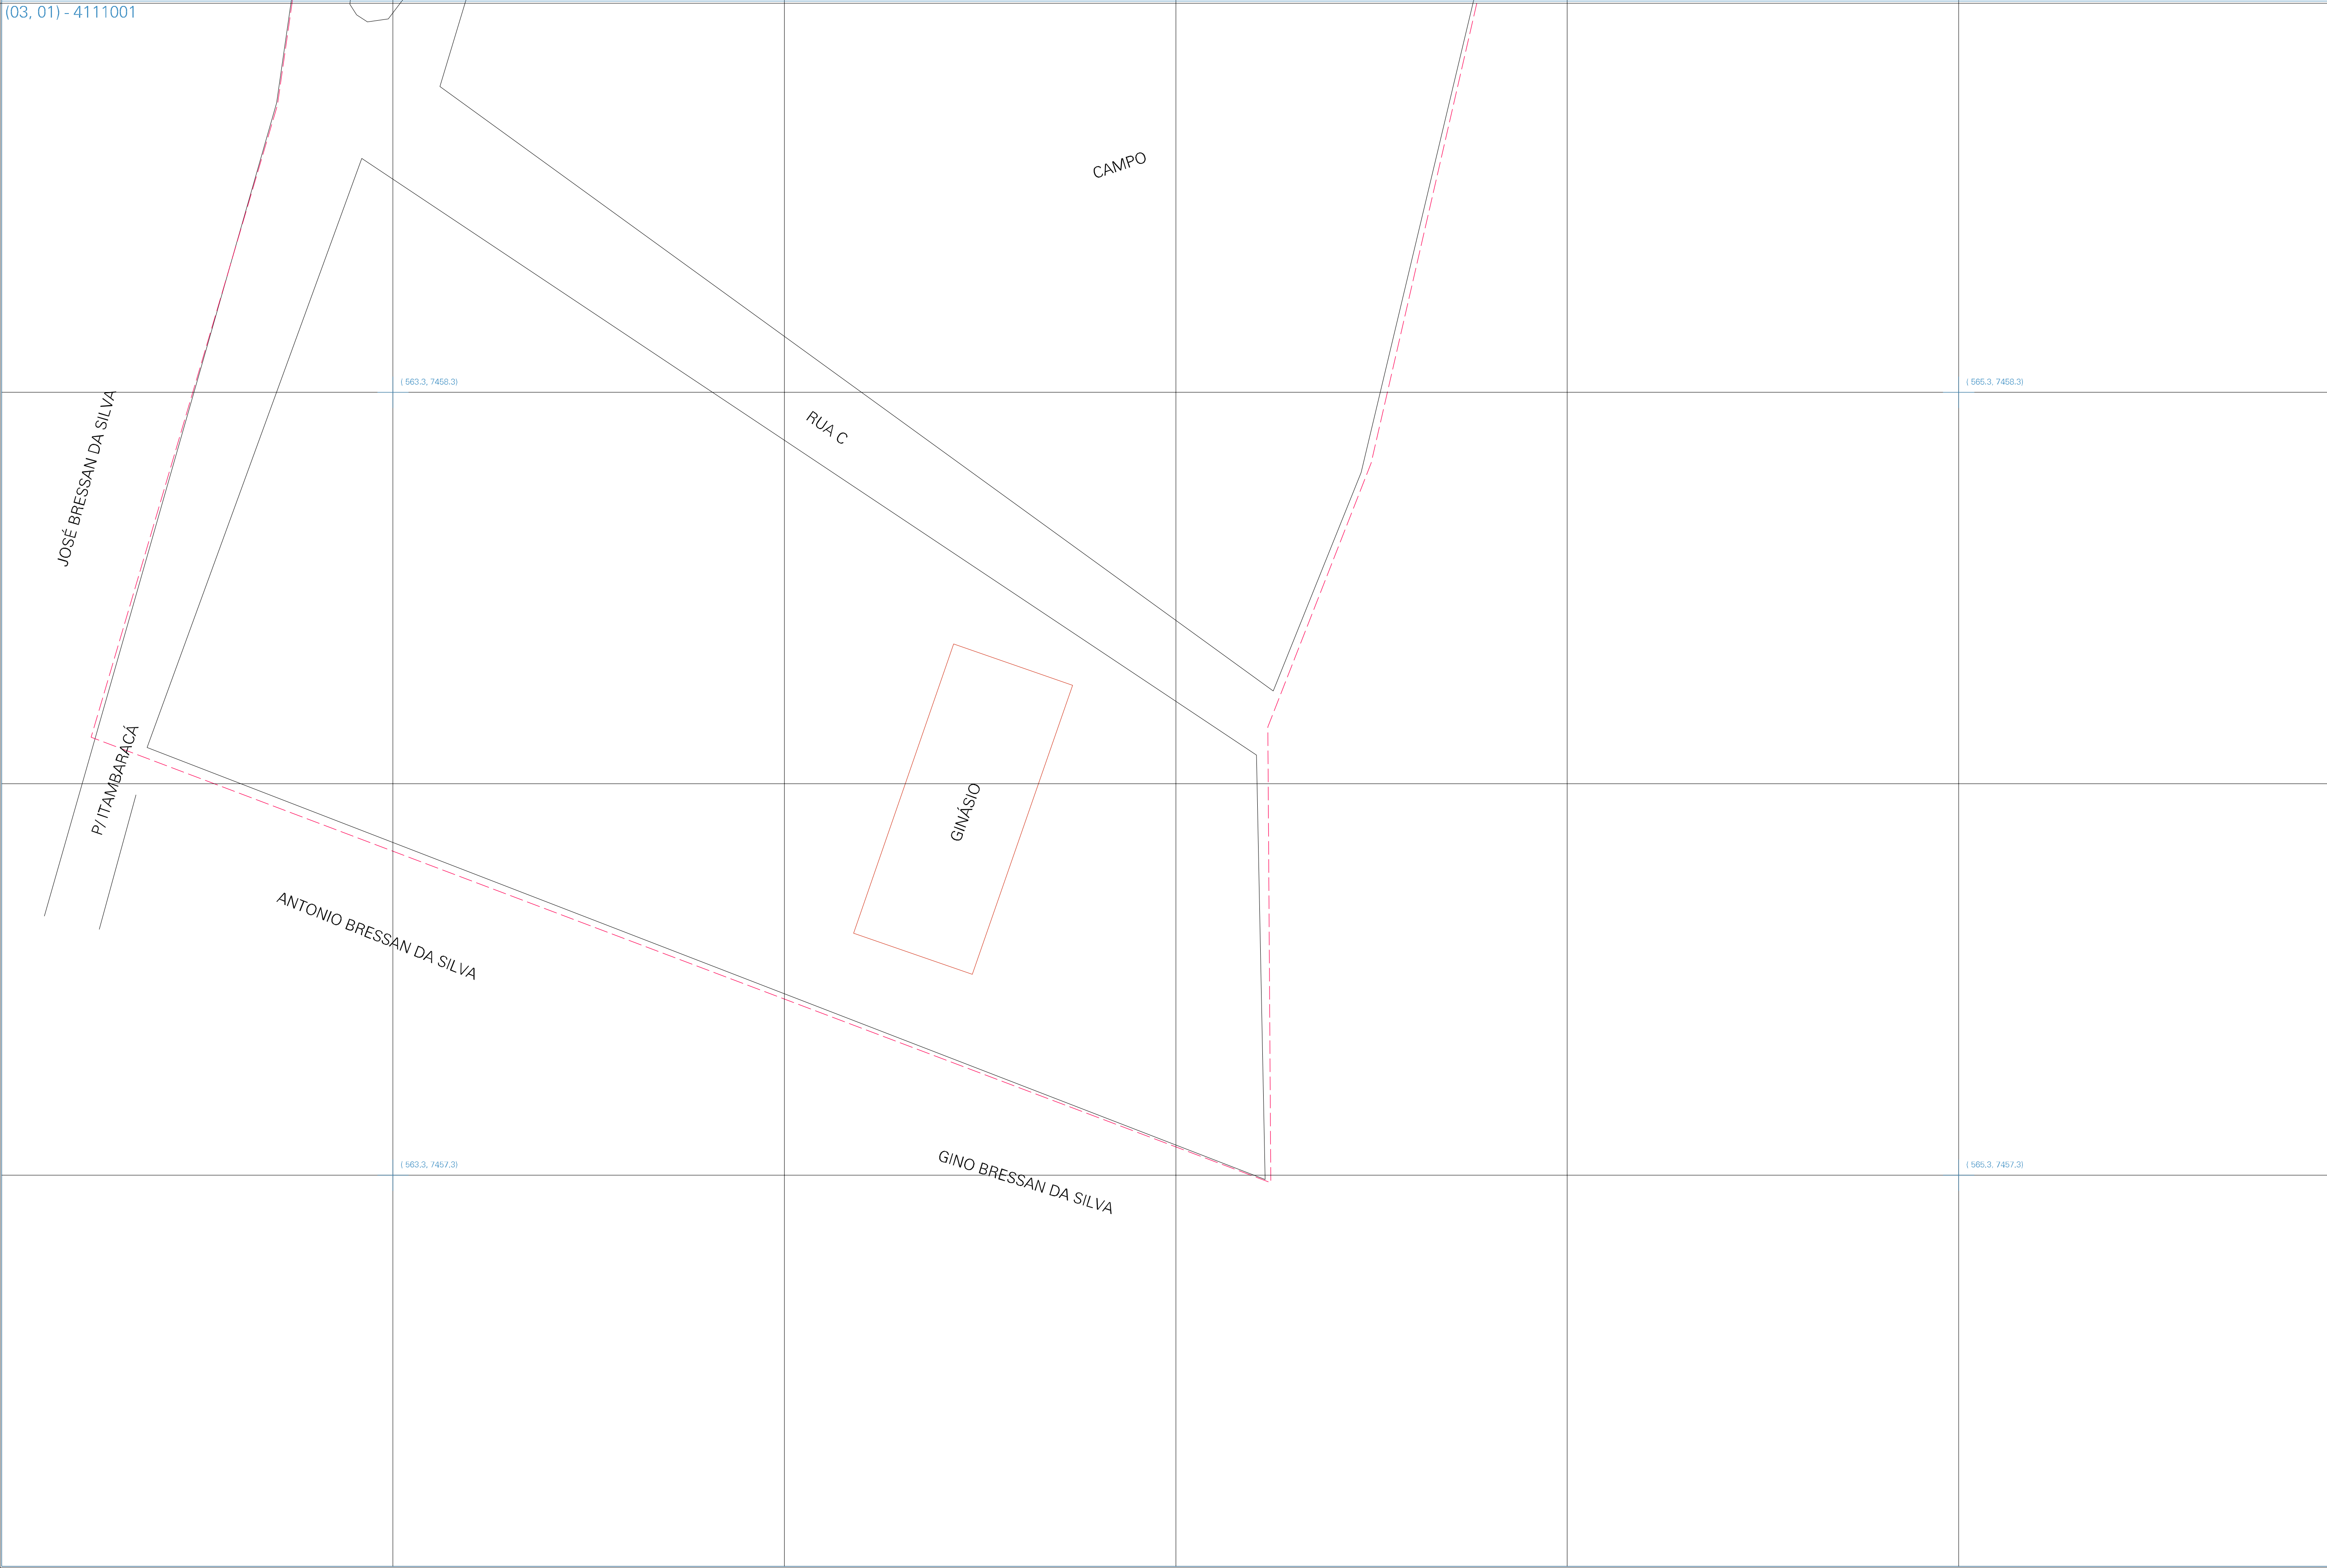 (03, 01) - 4111001
CAMPO
( 563.3, 7458.3)
( 565.3, 7458.3)
RUA C
JOSÉ BRESSAN DA SILVA
P/ ITAMBARACÁ
GINÁSIO
ANTONIO BRESSAN DA SILVA
( 563.3, 7457.3)
( 565.3, 7457.3)
GINO BRESSAN DA SILVA